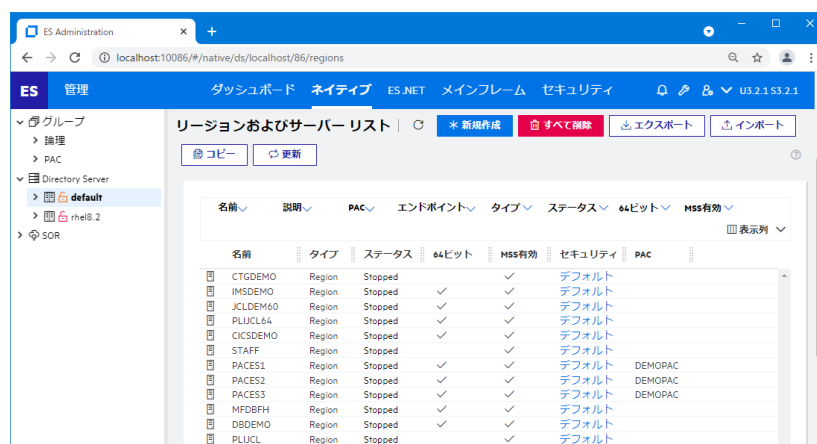 ES Administration
localhost:10086/#/native/ds/localhost/86/regions
ES 管理 ダッシュボード ネイティブ ES .NET メインフレーム セキュリティ U3.2.1 S3.2.1
グループ
論理
PAC
Directory Server
default
rhel8.2
SOR
リージョンおよびサーバー リスト 新規作成 すべて削除 エクスポート インポート
コピー 更新
名前 説明 PAC エンドポイント タイプ ステータス 64ビット MSS有効
表示列
名前 タイプ ステータス 64ビット MSS有効 セキュリティ PAC
CTGDEMO Region Stopped ✓ デフォルト
IMSDEMO Region Stopped ✓ ✓ デフォルト
JCLDEM60 Region Stopped ✓ ✓ デフォルト
PLIJCL64 Region Stopped ✓ ✓ デフォルト
CICSDEMO Region Stopped ✓ ✓ デフォルト
STAFF Region Stopped ✓ デフォルト
PACES1 Region Stopped ✓ ✓ デフォルト DEMOPAC
PACES2 Region Stopped ✓ ✓ デフォルト DEMOPAC
PACES3 Region Stopped ✓ ✓ デフォルト DEMOPAC
MFDBFH Region Stopped ✓ ✓ デフォルト
DBDEMO Region Stopped ✓ ✓ デフォルト
PLIJCL Region Stopped ✓ デフォルト